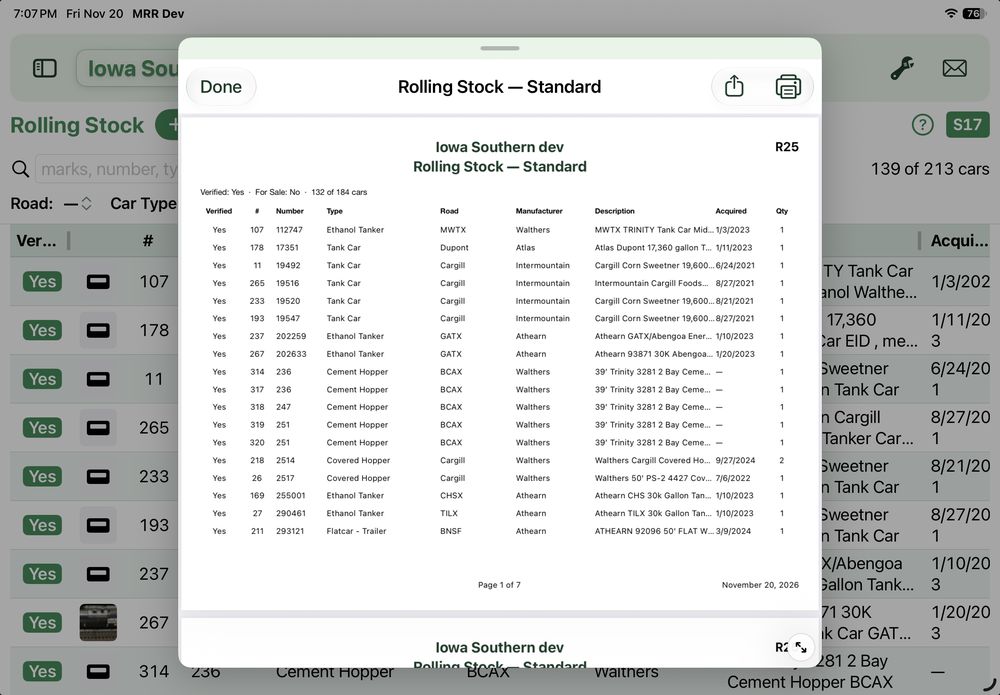 7:07 PM Fri Nov 20 MRR Dev 76
Iowa Sou
Rolling Stock + ? S17
marks, number, ty 139 of 213 cars
Road: — Car Type
Ver... # Acqui...
Yes 107 TY Tank Car 1/3/202
anol Walthe...
Yes 178 17,360 1/11/20
Car EID , me... 3
Yes 11 Sweetner 6/24/20
n Tank Car 1
Yes 265 n Cargill 8/27/20
Tanker Car... 1
Yes 233 Sweetner 8/21/20
n Tank Car 1
Yes 193 Sweetner 8/27/20
n Tank Car 1
Yes 237 X/Abengoa 1/10/20
Gallon Tank... 3
Yes 267 71 30K 1/20/20
nk Car GAT... 3
Yes 314 236 Cement Hopper BCAX Walthers 281 2 Bay —
Cement Hopper BCAX
Done Rolling Stock — Standard
Iowa Southern dev R25
Rolling Stock — Standard
Verified: Yes · For Sale: No · 132 of 184 cars
Verified # Number Type Road Manufacturer Description Acquired Qty
Yes 107 112747 Ethanol Tanker MWTX Walthers MWTX TRINITY Tank Car Mid... 1/3/2023 1
Yes 178 17351 Tank Car Dupont Atlas Atlas Dupont 17,360 gallon T... 1/11/2023 1
Yes 11 19492 Tank Car Cargill Intermountain Cargill Corn Sweetner 19,600... 6/24/2021 1
Yes 265 19516 Tank Car Cargill Intermountain Intermountain Cargill Foods... 8/27/2021 1
Yes 233 19520 Tank Car Cargill Intermountain Cargill Corn Sweetner 19,600... 8/21/2021 1
Yes 193 19547 Tank Car Cargill Intermountain Cargill Corn Sweetner 19,600... 8/27/2021 1
Yes 237 202259 Ethanol Tanker GATX Athearn Athearn GATX/Abengoa Ener... 1/10/2023 1
Yes 267 202633 Ethanol Tanker GATX Athearn Athearn 93871 30K Abengoa... 1/20/2023 1
Yes 314 236 Cement Hopper BCAX Walthers 39' Trinity 3281 2 Bay Ceme... — 1
Yes 317 236 Cement Hopper BCAX Walthers 39' Trinity 3281 2 Bay Ceme... — 1
Yes 318 247 Cement Hopper BCAX Walthers 39' Trinity 3281 2 Bay Ceme... — 1
Yes 319 251 Cement Hopper BCAX Walthers 39' Trinity 3281 2 Bay Ceme... — 1
Yes 320 251 Cement Hopper BCAX Walthers 39' Trinity 3281 2 Bay Ceme... — 1
Yes 218 2514 Covered Hopper Cargill Walthers Walthers Cargill Covered Ho... 9/27/2024 2
Yes 26 2517 Covered Hopper Cargill Walthers Walthers 50' PS-2 4427 Cov... 7/6/2022 1
Yes 169 255001 Ethanol Tanker CHSX Athearn Athearn CHS 30k Gallon Tan... 1/10/2023 1
Yes 27 290461 Ethanol Tanker TILX Athearn Athearn TILX 30k Gallon Tan... 1/10/2023 1
Yes 211 293121 Flatcar - Trailer BNSF Athearn ATHEARN 92096 50' FLAT W... 3/9/2024 1
Page 1 of 7 November 20, 2026
Iowa Southern dev R2
Rolling Stock — Standard